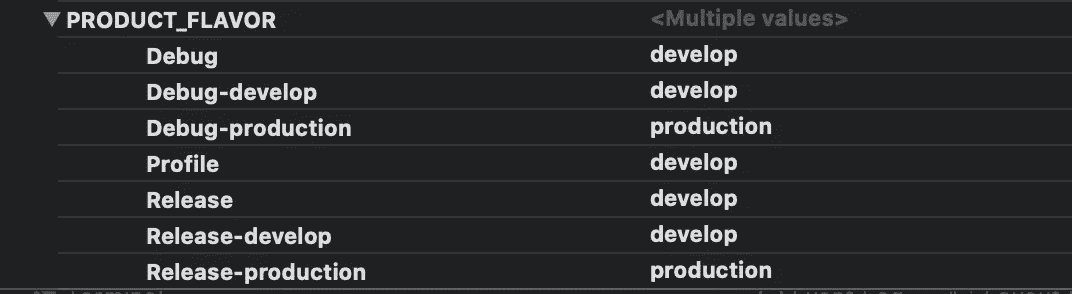 PRODUCT_FLAVOR <Multiple values>
Debug develop
Debug-develop develop
Debug-production production
Profile develop
Release develop
Release-develop develop
Release-production production